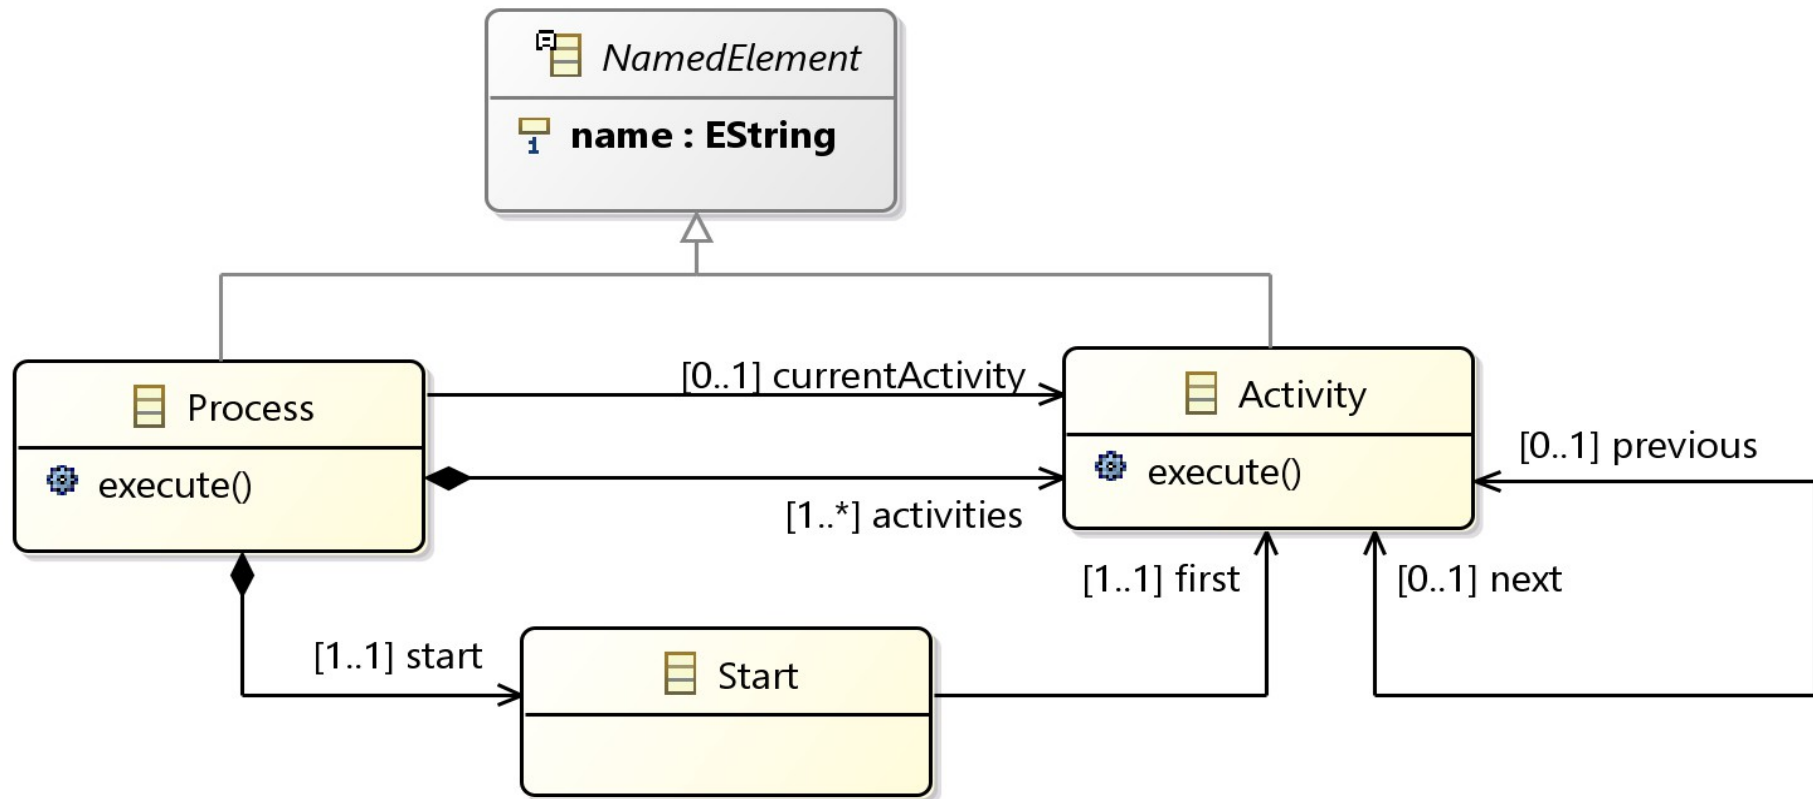 NamedElement
1 name : EString
[0..1] currentActivity
Process
Activity
execute()
execute()
[0..1] previous
[1..*] activities
[1..1] first
[0..1] next
[1..1] start
Start